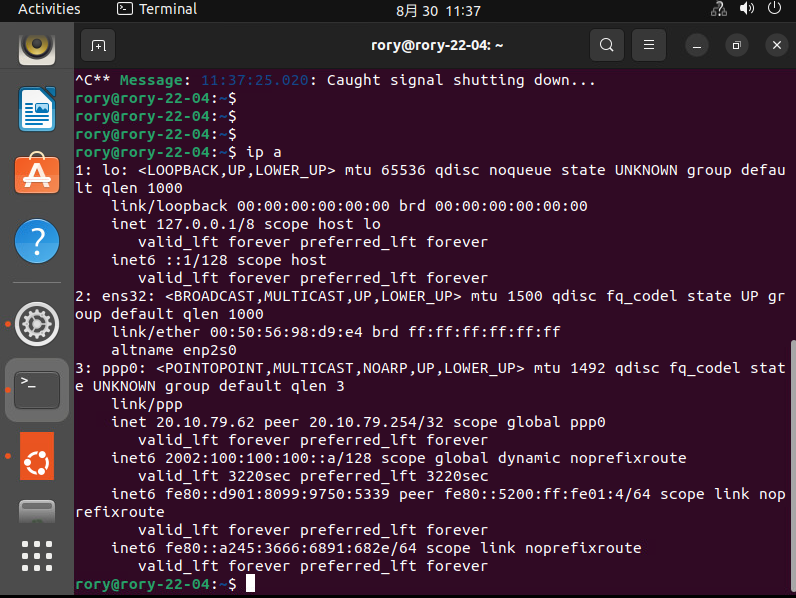 Activities Terminal 8月 30 11:37
rory@rory-22-04: ~
^C** Message: 11:37:25.020: Caught signal shutting down...
rory@rory-22-04:~$
rory@rory-22-04:~$
rory@rory-22-04:~$
rory@rory-22-04:~$ ip a
1: lo: <LOOPBACK,UP,LOWER_UP> mtu 65536 qdisc noqueue state UNKNOWN group defau
lt qlen 1000
    link/loopback 00:00:00:00:00:00 brd 00:00:00:00:00:00
    inet 127.0.0.1/8 scope host lo
       valid_lft forever preferred_lft forever
    inet6 ::1/128 scope host
       valid_lft forever preferred_lft forever
2: ens32: <BROADCAST,MULTICAST,UP,LOWER_UP> mtu 1500 qdisc fq_codel state UP gr
oup default qlen 1000
    link/ether 00:50:56:98:d9:e4 brd ff:ff:ff:ff:ff:ff
    altname enp2s0
3: ppp0: <POINTOPOINT,MULTICAST,NOARP,UP,LOWER_UP> mtu 1492 qdisc fq_codel stat
e UNKNOWN group default qlen 3
    link/ppp
    inet 20.10.79.62 peer 20.10.79.254/32 scope global ppp0
       valid_lft forever preferred_lft forever
    inet6 2002:100:100:100::a/128 scope global dynamic noprefixroute
       valid_lft 3220sec preferred_lft 3220sec
    inet6 fe80::d901:8099:9750:5339 peer fe80::5200:ff:fe01:4/64 scope link nop
refixroute
       valid_lft forever preferred_lft forever
    inet6 fe80::a245:3666:6891:682e/64 scope link noprefixroute
       valid_lft forever preferred_lft forever
rory@rory-22-04:~$